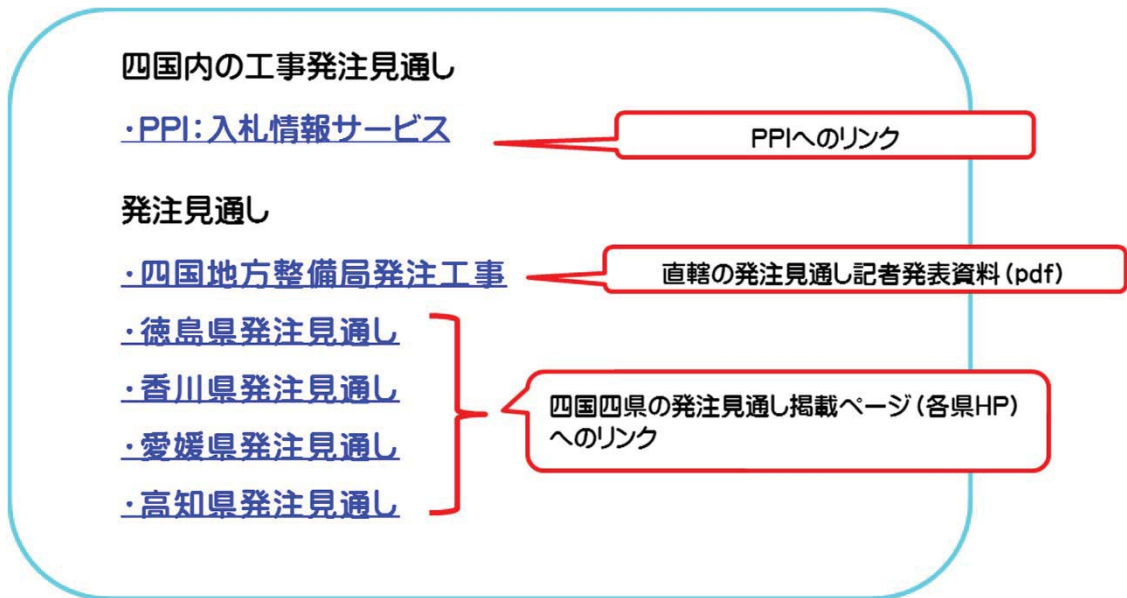 四国内の工事発注見通し
・PPI:入札情報サービス
PPIへのリンク
発注見通し
・四国地方整備局発注工事
直轄の発注見通し記者発表資料(pdf)
・徳島県発注見通し
・香川県発注見通し
・愛媛県発注見通し
・高知県発注見通し
四国四県の発注見通し掲載ページ(各県HP)
へのリンク